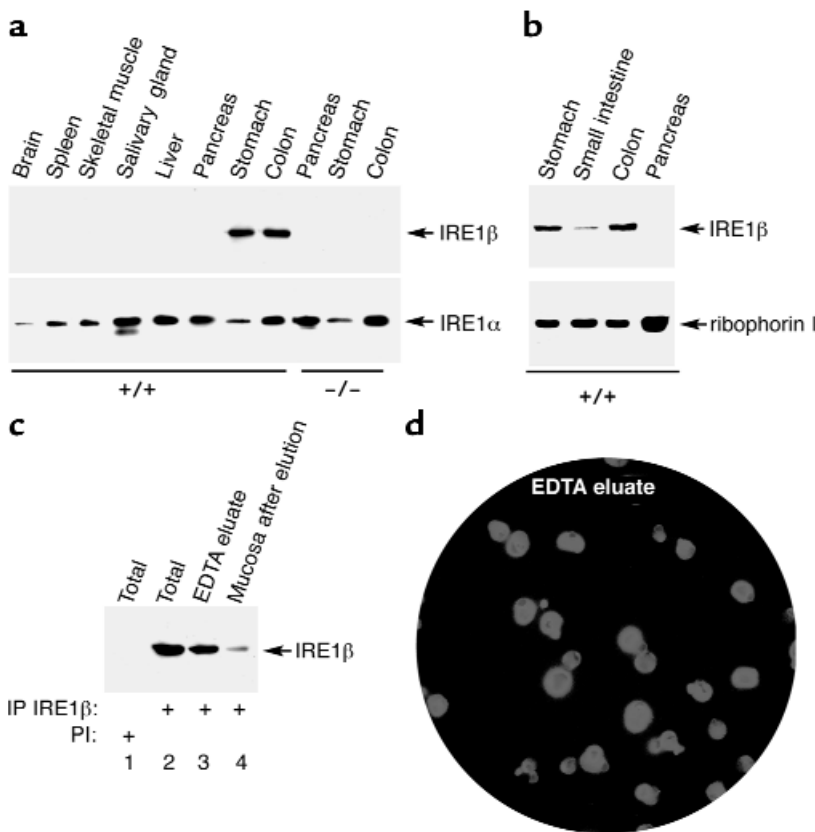 a
Brain
Spleen
Skeletal muscle
Salivary gland
Liver
Pancreas
Stomach
Colon
Pancreas
Stomach
Colon
IRE1β
IRE1α
+/+
−/−
b
Stomach
Small intestine
Colon
Pancreas
IRE1β
ribophorin I
+/+
c
Total
Total
EDTA eluate
Mucosa after elution
IRE1β
IP IRE1β: + + +
PI: +
1 2 3 4
d
EDTA eluate